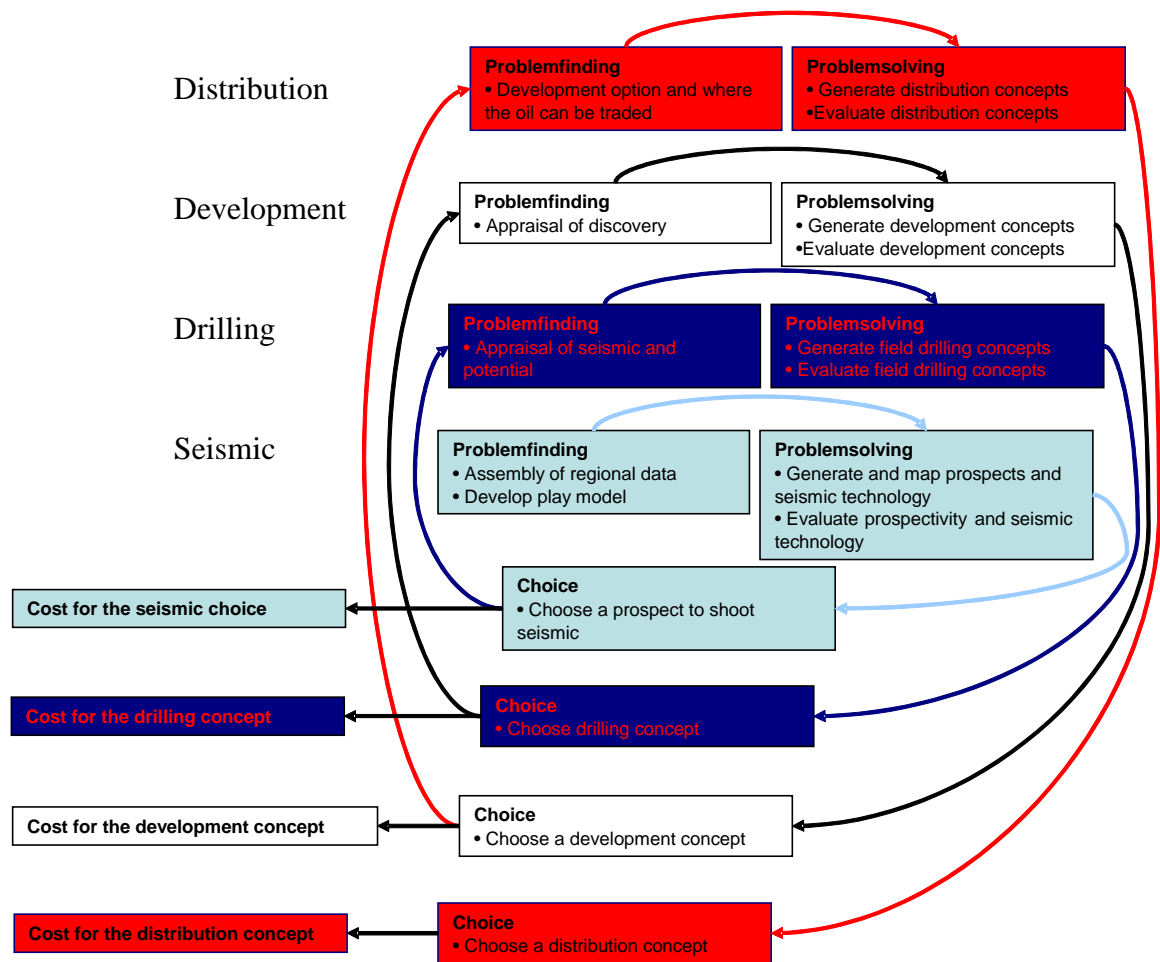 Distribution
Problemfinding
• Development option and where
the oil can be traded
Problemsolving
• Generate distribution concepts
•Evaluate distribution concepts
Development
Problemfinding
• Appraisal of discovery
Problemsolving
• Generate development concepts
•Evaluate development concepts
Drilling
Problemfinding
• Appraisal of seismic and
potential
Problemsolving
• Generate field drilling concepts
• Evaluate field drilling concepts
Seismic
Problemfinding
• Assembly of regional data
• Develop play model
Problemsolving
• Generate and map prospects and
seismic technology
• Evaluate prospectivity and seismic
technology
Cost for the seismic choice
Choice
• Choose a prospect to shoot
seismic
Cost for the drilling concept
Choice
• Choose drilling concept
Cost for the development concept
Choice
• Choose a development concept
Cost for the distribution concept
Choice
• Choose a distribution concept